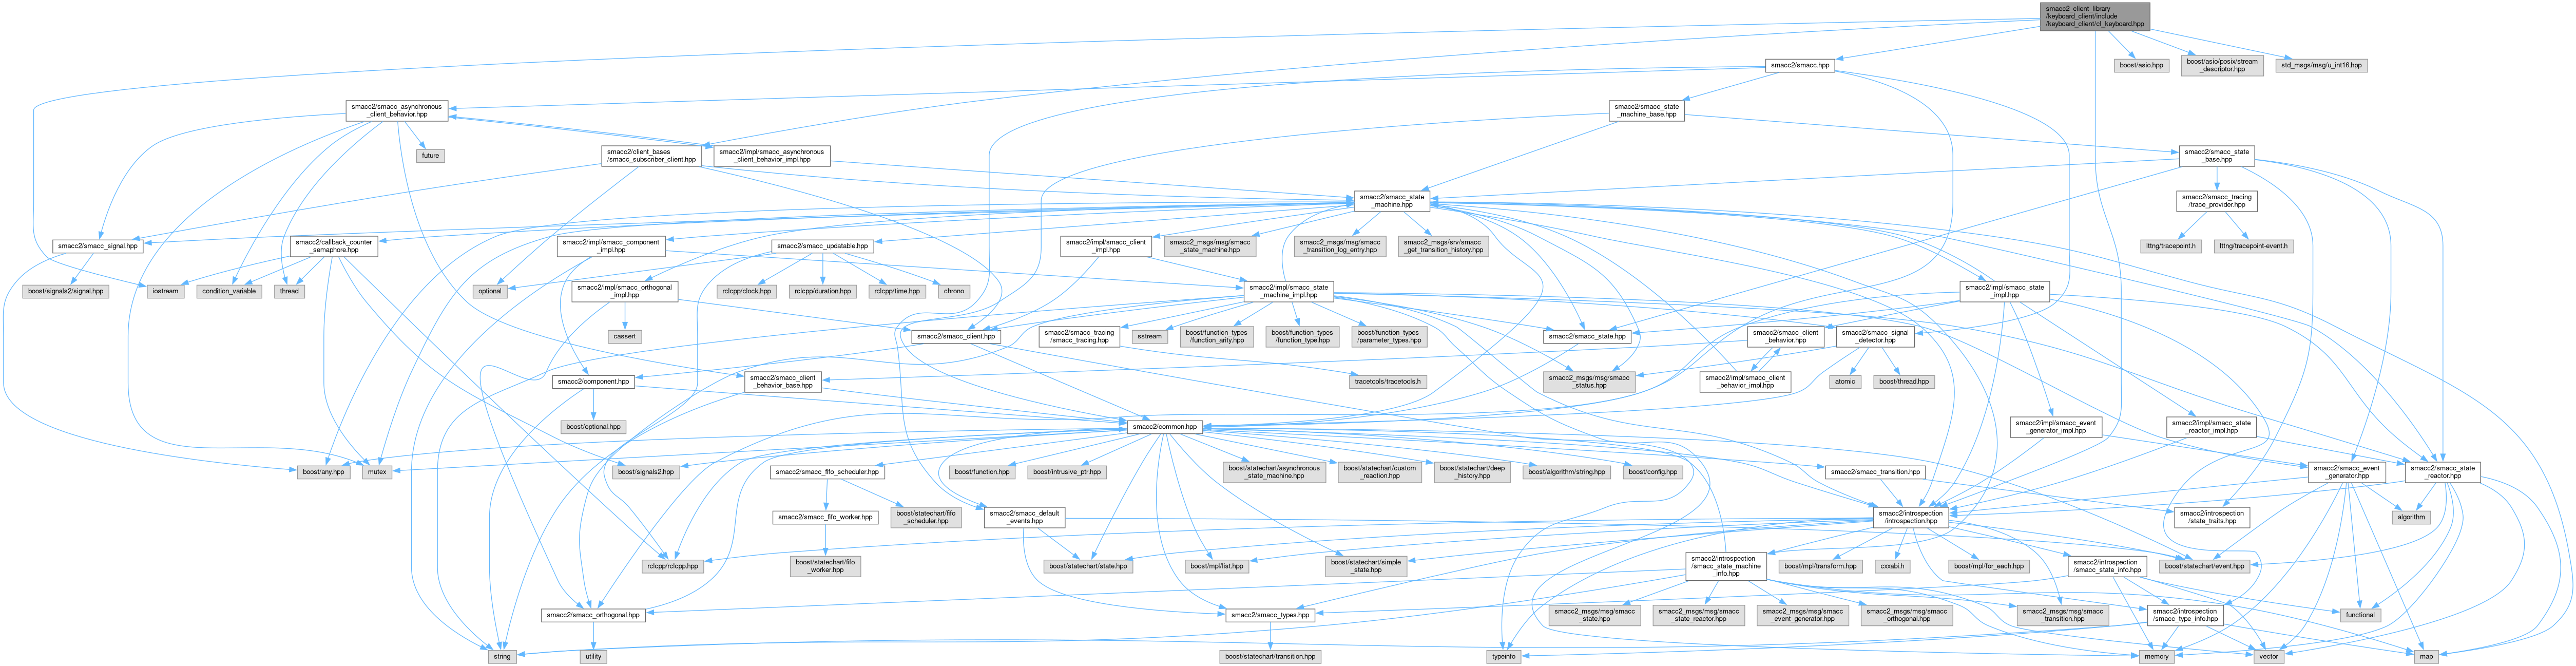 smacc2_client_library
/keyboard_client/include
/keyboard_client/cl_keyboard.hpp
smacc2/smacc.hpp
boost/asio.hpp
boost/asio/posix/stream
_descriptor.hpp
std_msgs/msg/u_int16.hpp
smacc2/smacc_asynchronous
_client_behavior.hpp
smacc2/smacc_state
_machine_base.hpp
future
smacc2/client_bases
/smacc_subscriber_client.hpp
smacc2/impl/smacc_asynchronous
_client_behavior_impl.hpp
smacc2/smacc_state
_base.hpp
smacc2/smacc_state
_machine.hpp
smacc2/smacc_tracing
/trace_provider.hpp
smacc2/smacc_signal.hpp
smacc2/callback_counter
_semaphore.hpp
smacc2/impl/smacc_component
_impl.hpp
smacc2/smacc_updatable.hpp
smacc2/impl/smacc_client
_impl.hpp
smacc2_msgs/msg/smacc
_state_machine.hpp
smacc2_msgs/msg/smacc
_transition_log_entry.hpp
smacc2_msgs/srv/smacc
_get_transition_history.hpp
lttng/tracepoint.h
lttng/tracepoint-event.h
boost/signals2/signal.hpp
iostream
condition_variable
thread
optional
smacc2/impl/smacc_orthogonal
_impl.hpp
rclcpp/clock.hpp
rclcpp/duration.hpp
rclcpp/time.hpp
chrono
smacc2/impl/smacc_state
_machine_impl.hpp
smacc2/impl/smacc_state
_impl.hpp
cassert
smacc2/smacc_client.hpp
smacc2/smacc_tracing
/smacc_tracing.hpp
sstream
boost/function_types
/function_arity.hpp
boost/function_types
/function_type.hpp
boost/function_types
/parameter_types.hpp
smacc2/smacc_state.hpp
smacc2/smacc_client
_behavior.hpp
smacc2/smacc_signal
_detector.hpp
smacc2/component.hpp
smacc2/smacc_client
_behavior_base.hpp
tracetools/tracetools.h
smacc2_msgs/msg/smacc
_status.hpp
smacc2/impl/smacc_client
_behavior_impl.hpp
atomic
boost/thread.hpp
boost/optional.hpp
smacc2/common.hpp
smacc2/impl/smacc_event
_generator_impl.hpp
smacc2/impl/smacc_state
_reactor_impl.hpp
boost/any.hpp
mutex
boost/signals2.hpp
smacc2/smacc_fifo_scheduler.hpp
boost/function.hpp
boost/intrusive_ptr.hpp
boost/statechart/asynchronous
_state_machine.hpp
boost/statechart/custom
_reaction.hpp
boost/statechart/deep
_history.hpp
boost/algorithm/string.hpp
boost/config.hpp
smacc2/smacc_transition.hpp
smacc2/smacc_event
_generator.hpp
smacc2/smacc_state
_reactor.hpp
smacc2/smacc_fifo_worker.hpp
boost/statechart/fifo
_scheduler.hpp
smacc2/smacc_default
_events.hpp
smacc2/introspection
/introspection.hpp
smacc2/introspection
/state_traits.hpp
algorithm
rclcpp/rclcpp.hpp
boost/statechart/fifo
_worker.hpp
boost/statechart/state.hpp
boost/mpl/list.hpp
boost/statechart/simple
_state.hpp
smacc2/introspection
/smacc_state_machine
_info.hpp
boost/mpl/transform.hpp
cxxabi.h
boost/mpl/for_each.hpp
smacc2/introspection
/smacc_state_info.hpp
boost/statechart/event.hpp
smacc2/smacc_orthogonal.hpp
smacc2/smacc_types.hpp
smacc2_msgs/msg/smacc
_state.hpp
smacc2_msgs/msg/smacc
_state_reactor.hpp
smacc2_msgs/msg/smacc
_event_generator.hpp
smacc2_msgs/msg/smacc
_orthogonal.hpp
smacc2_msgs/msg/smacc
_transition.hpp
smacc2/introspection
/smacc_type_info.hpp
functional
string
utility
boost/statechart/transition.hpp
typeinfo
memory
vector
map